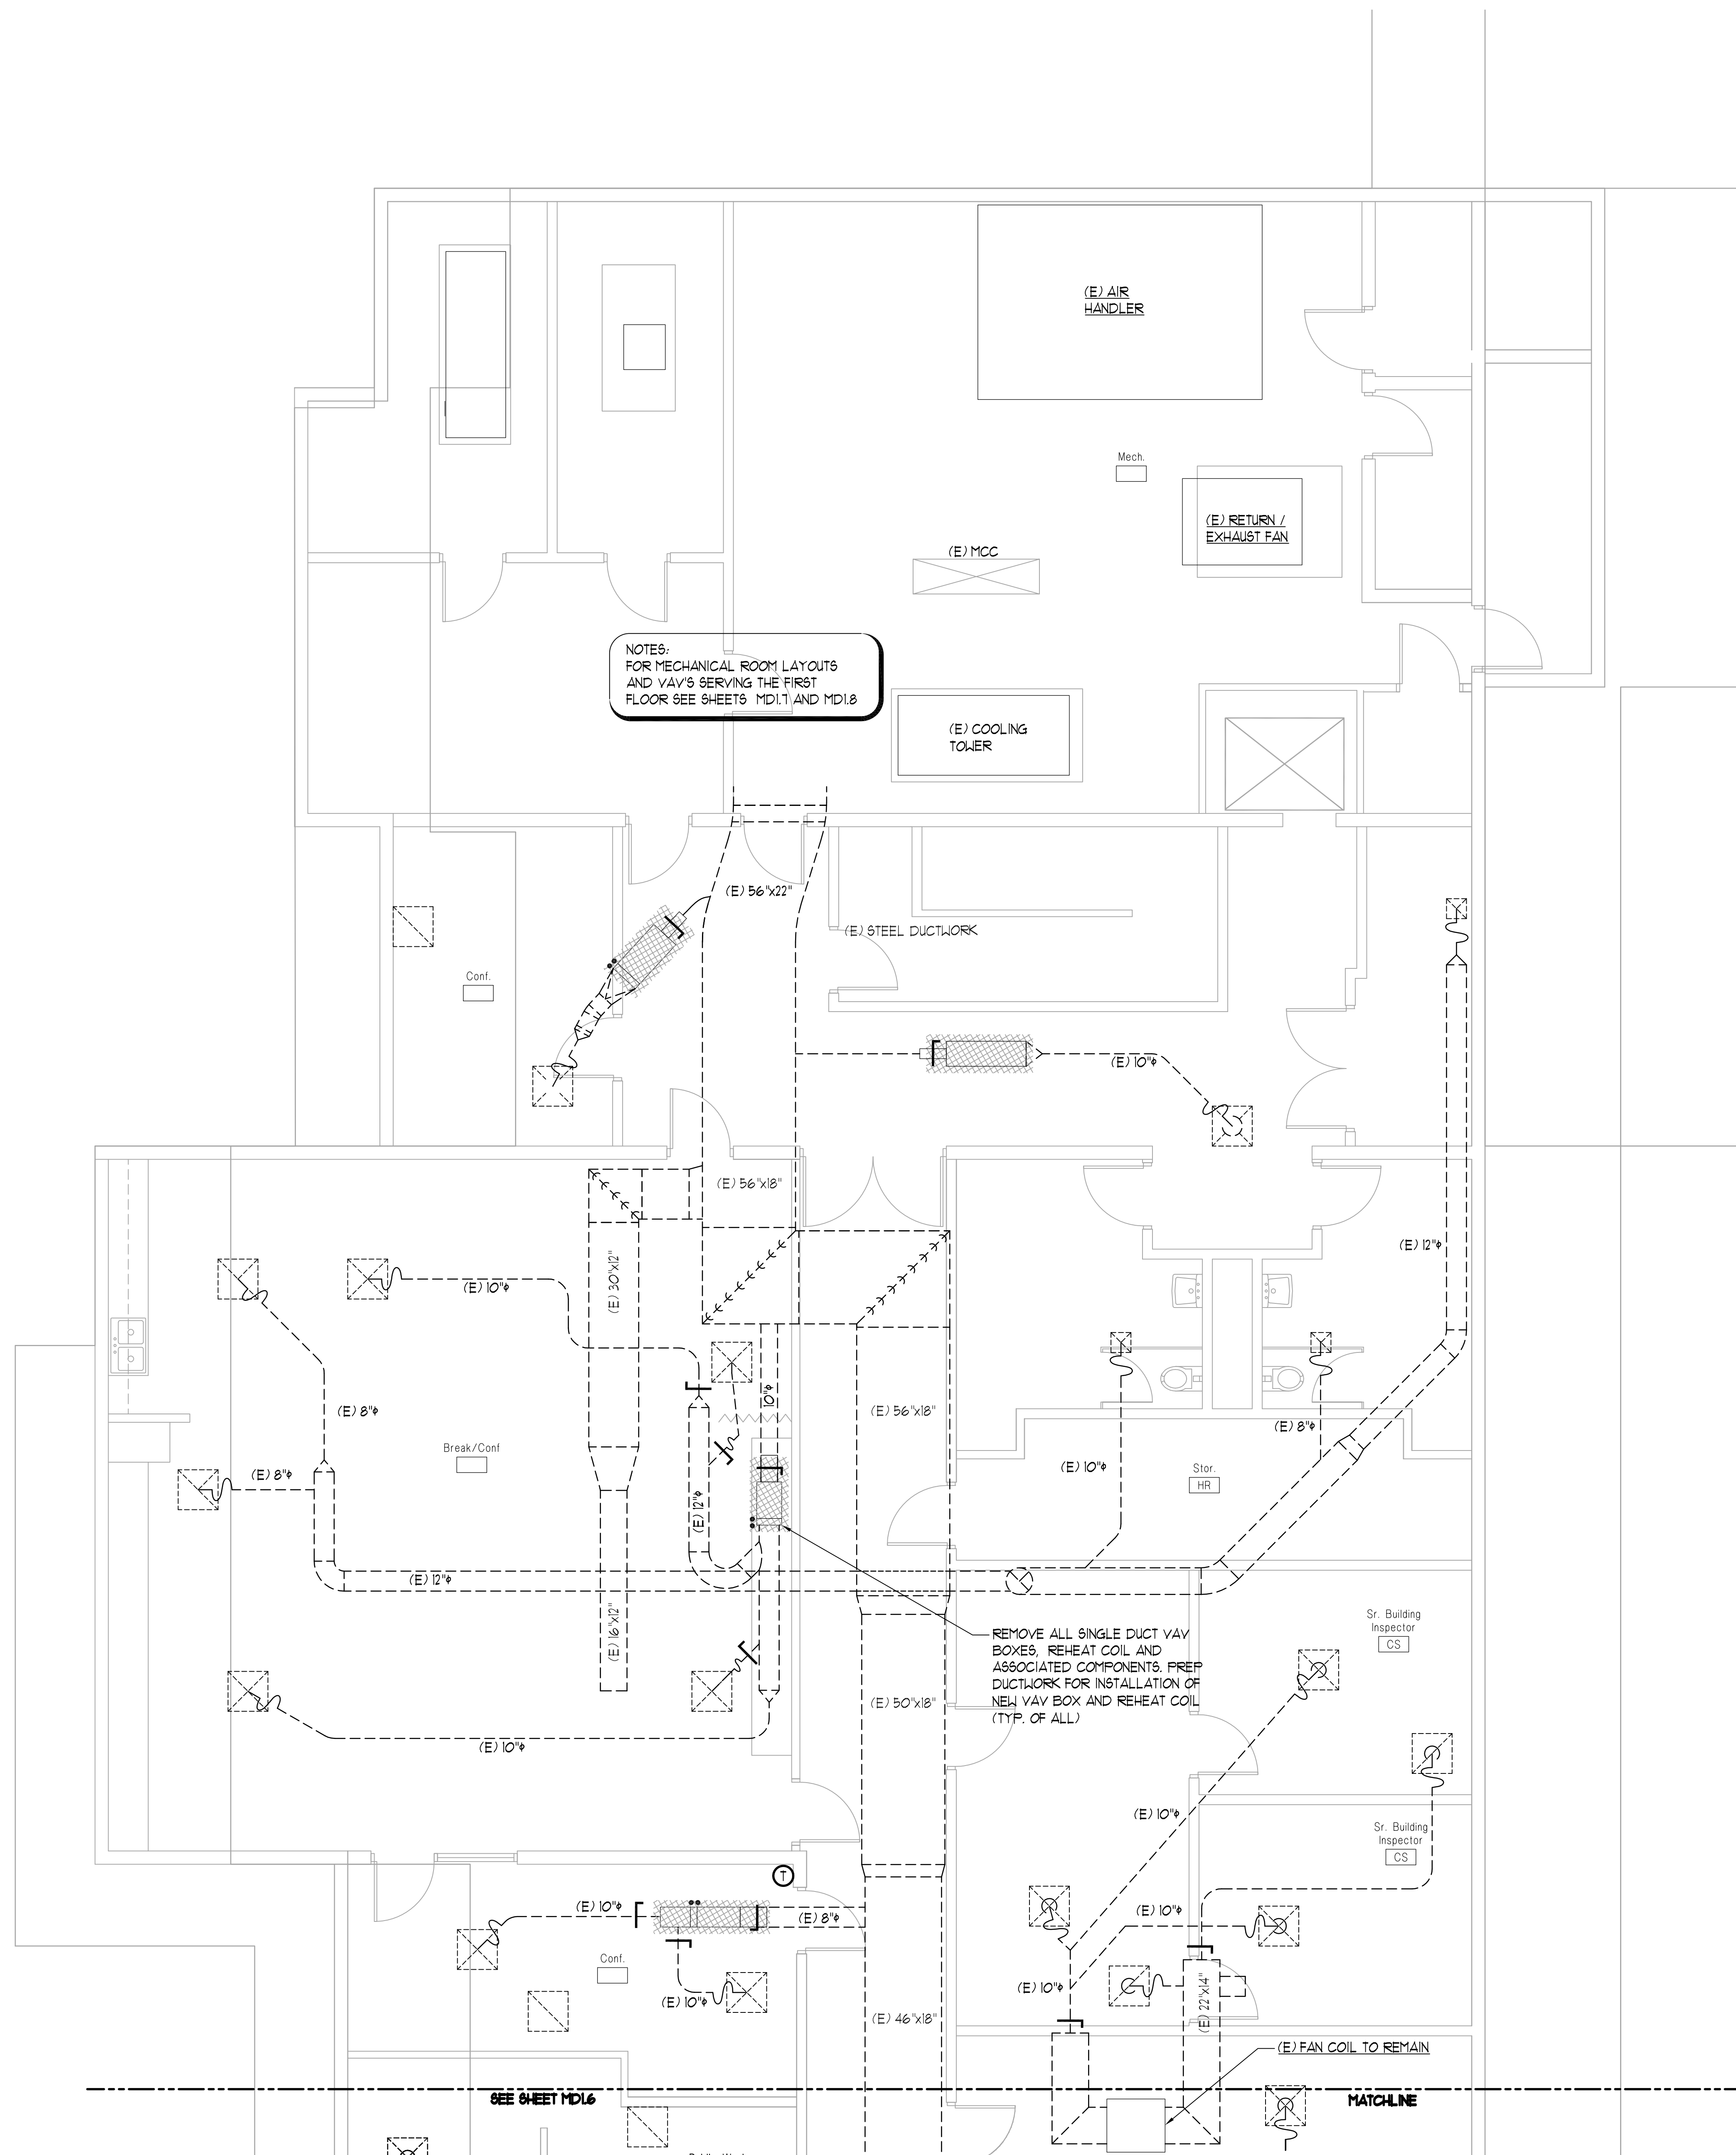 (E) AIR
HANDLER
Mech.
(E) RETURN /
EXHAUST FAN
(E) MCC
NOTES:
FOR MECHANICAL ROOM LAYOUTS
AND VAV'S SERVING THE FIRST
FLOOR SEE SHEETS MD1.7 AND MD1.8
(E) COOLING
TOWER
(E) 56"x22"
(E) STEEL DUCTWORK
Conf.
(E) 10"ϕ
(E) 56"x18"
(E) 12"ϕ
(E) 30"x12"
(E) 10"ϕ
10"ϕ
(E) 8"ϕ
(E) 56"x18"
(E) 8"ϕ
Break/Conf
(E) 8"ϕ
(E) 10"ϕ
Stor.
HR
(E) 12"ϕ
(E) 12"ϕ
(E) 16"x12"
Sr. Building
Inspector
CS
REMOVE ALL SINGLE DUCT VAV
BOXES, REHEAT COIL AND
ASSOCIATED COMPONENTS. PREP
DUCTWORK FOR INSTALLATION OF
NEW VAV BOX AND REHEAT COIL
(TYP. OF ALL)
(E) 50"x18"
(E) 10"ϕ
(E) 10"ϕ
Sr. Building
Inspector
CS
T
(E) 10"ϕ
(E) 8"ϕ
(E) 10"ϕ
Conf.
(E) 10"ϕ
(E) 10"ϕ
(E) 22"x14"
(E) 46"x18"
(E) FAN COIL TO REMAIN
SEE SHEET MD1.6
MATCHLINE